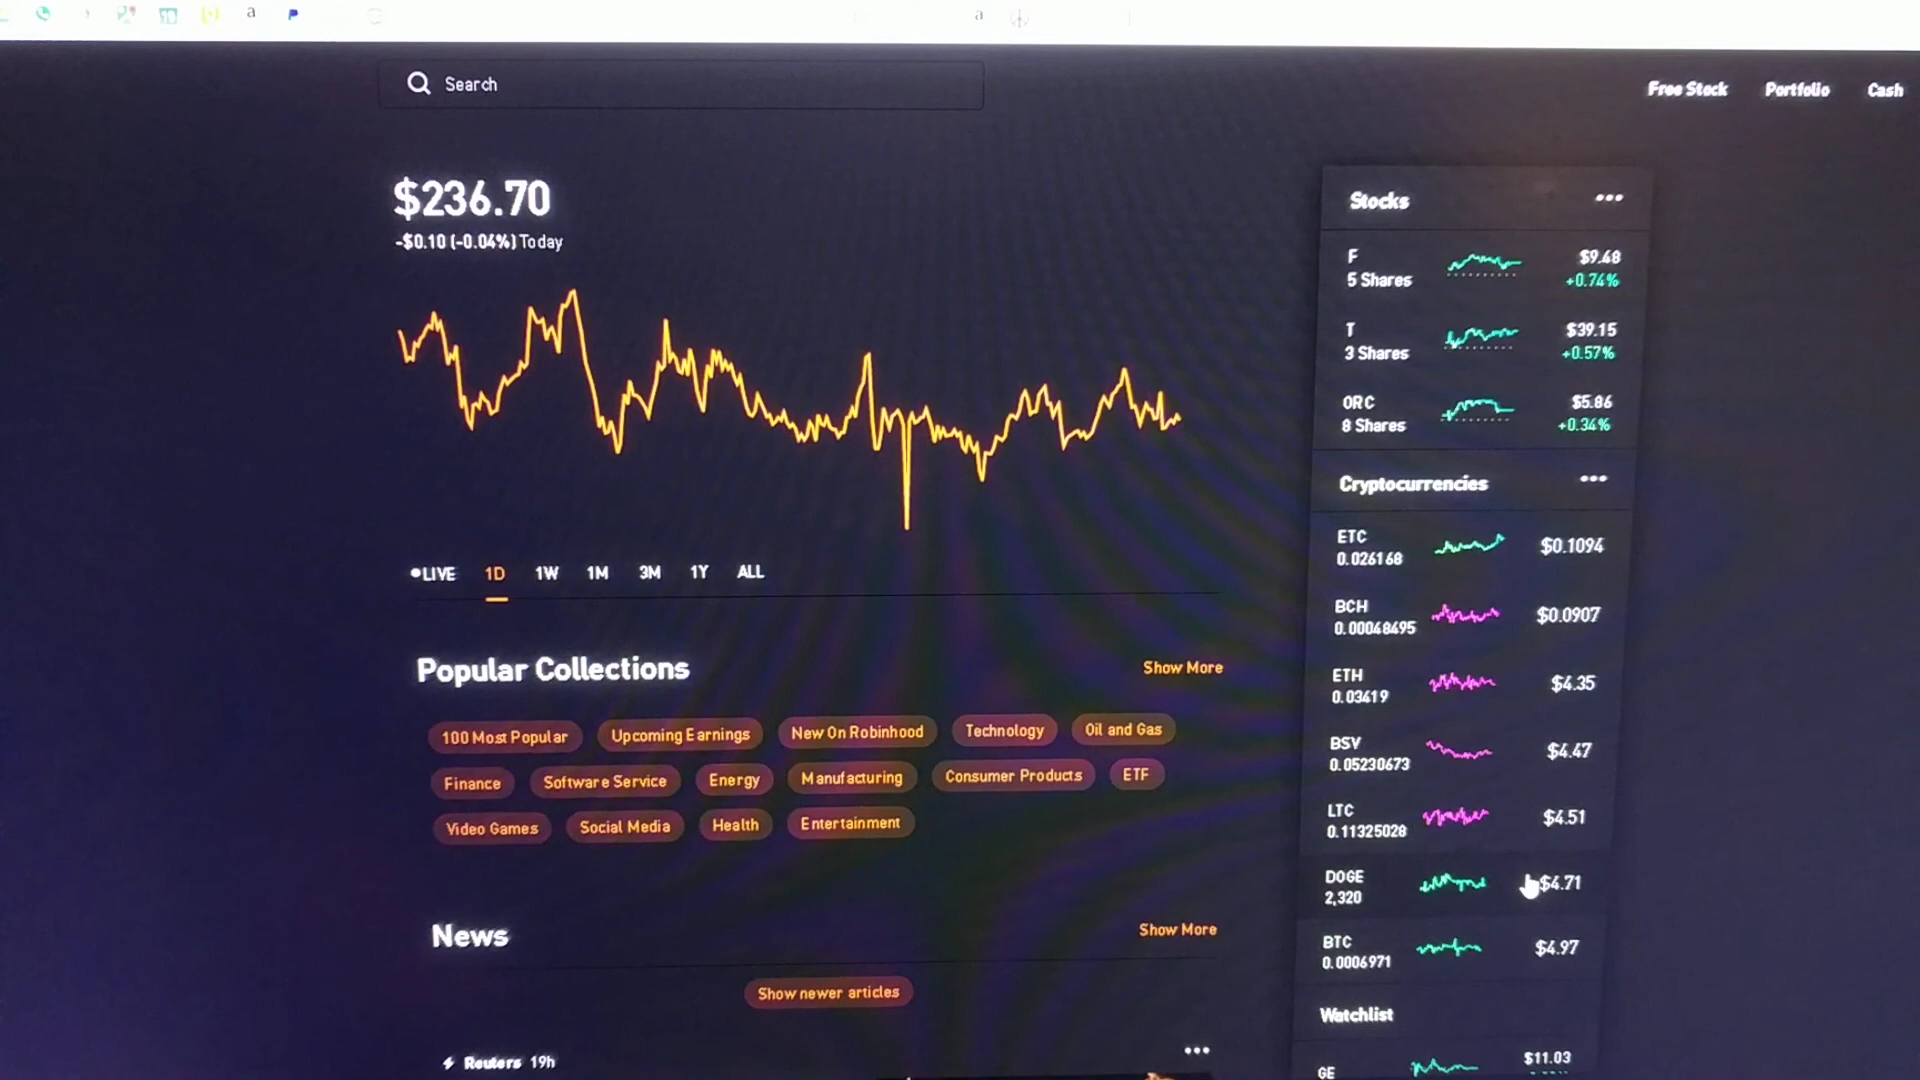 Search
Free Stock Portfolio Cash
$236.70
-$0.10 (-0.04%) Today
•LIVE 1D 1W 1M 3M 1Y ALL
Popular Collections
Show More
100 Most Popular Upcoming Earnings New On Robinhood Technology Oil and Gas
Finance Software Service Energy Manufacturing Consumer Products ETF
Video Games Social Media Health Entertainment
News
Show More
Show newer articles
Reuters 19h
Stocks
F $9.48
5 Shares +0.74%
T $39.15
3 Shares +0.57%
ORC $5.86
8 Shares +0.34%
Cryptocurrencies
ETC $0.1094
0.026168
BCH $0.0907
0.00048495
ETH $4.35
0.03419
BSV $4.47
0.05230673
LTC $4.51
0.11325028
DOGE $4.71
2,320
BTC $4.97
0.0006971
Watchlist
GE $11.03